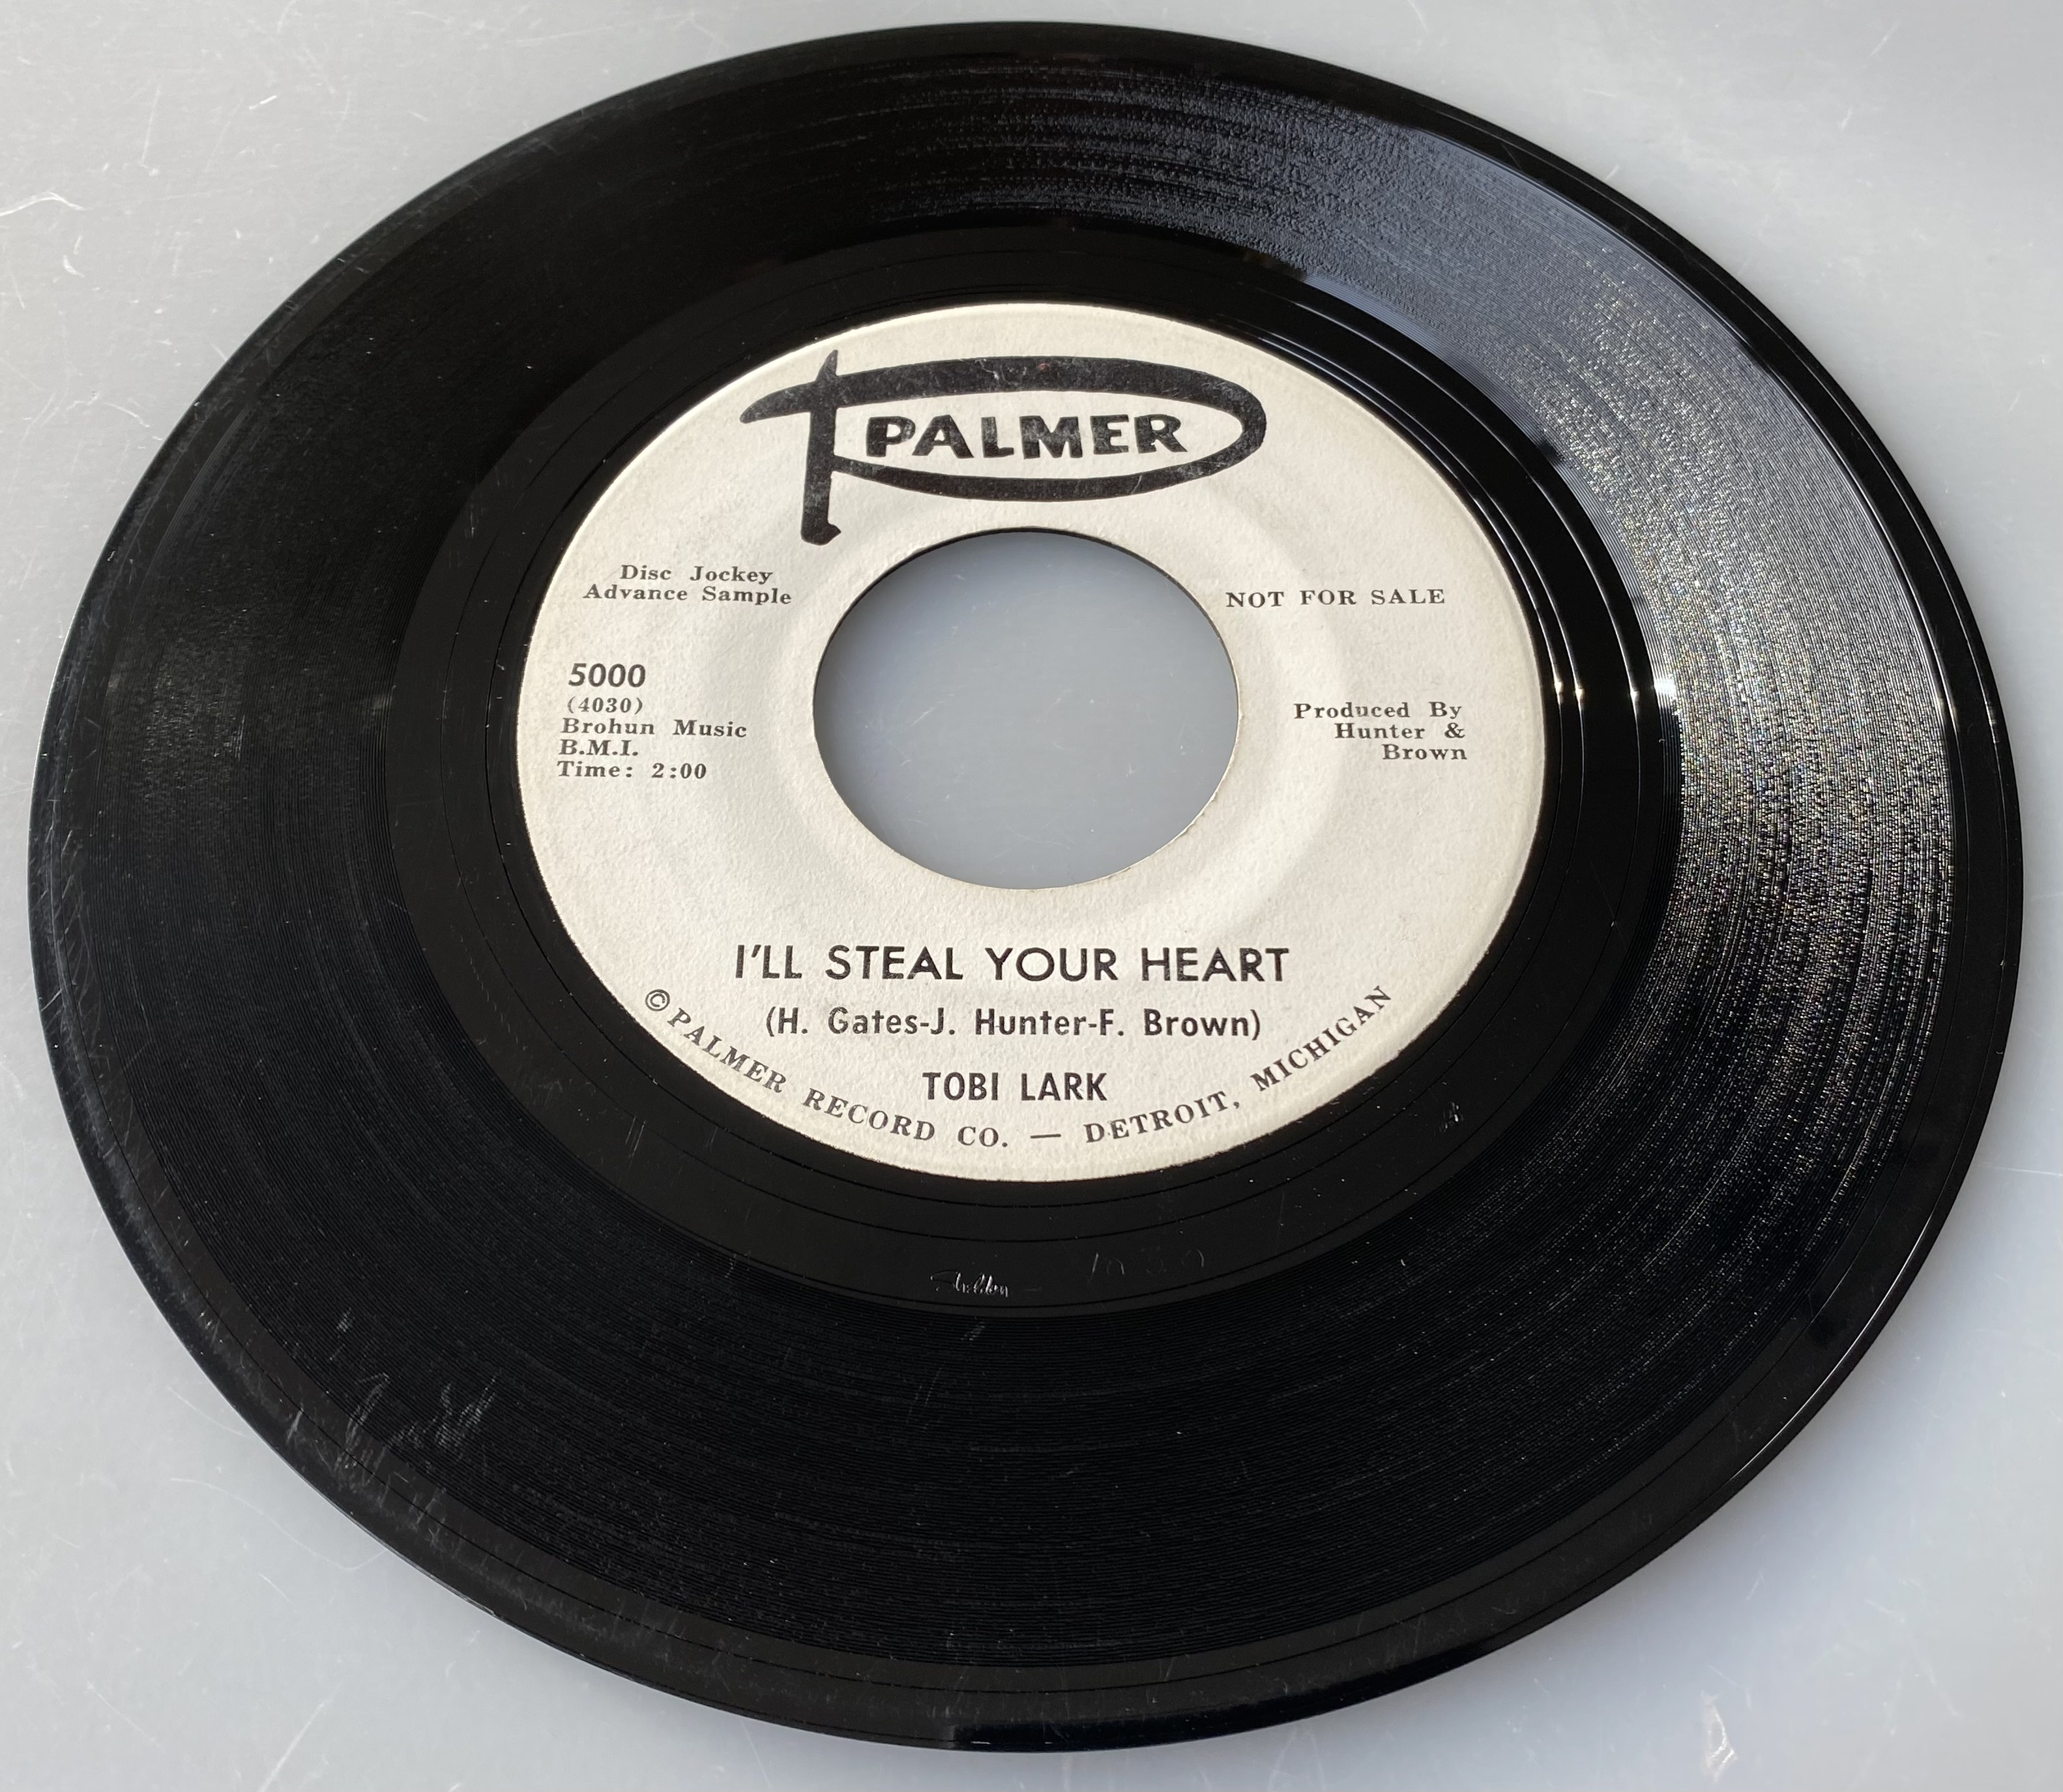 PALMER
Disc Jockey
Advance Sample
NOT FOR SALE
5000
(4030)
Brohun Music
B.M.I.
Time: 2:00
Produced By
Hunter &
Brown
I'LL STEAL YOUR HEART
(H. Gates-J. Hunter-F. Brown)
TOBI LARK
© PALMER RECORD CO. — DETROIT, MICHIGAN